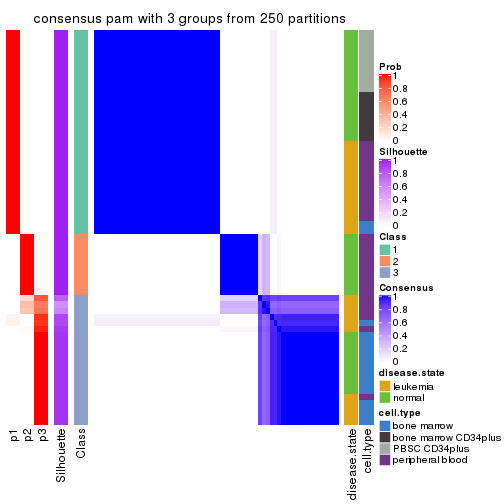 consensus pam with 3 groups from 250 partitions
Prob
1
0.8
0.6
0.4
0.2
0
Silhouette
1
0.8
0.6
0.4
0.2
0
Class
1
2
3
Consensus
1
0.8
0.6
0.4
0.2
0
disease.state
leukemia
normal
cell.type
bone marrow
bone marrow CD34plus
PBSC CD34plus
peripheral blood
p1
p2
p3
Silhouette
Class
disease.state
cell.type